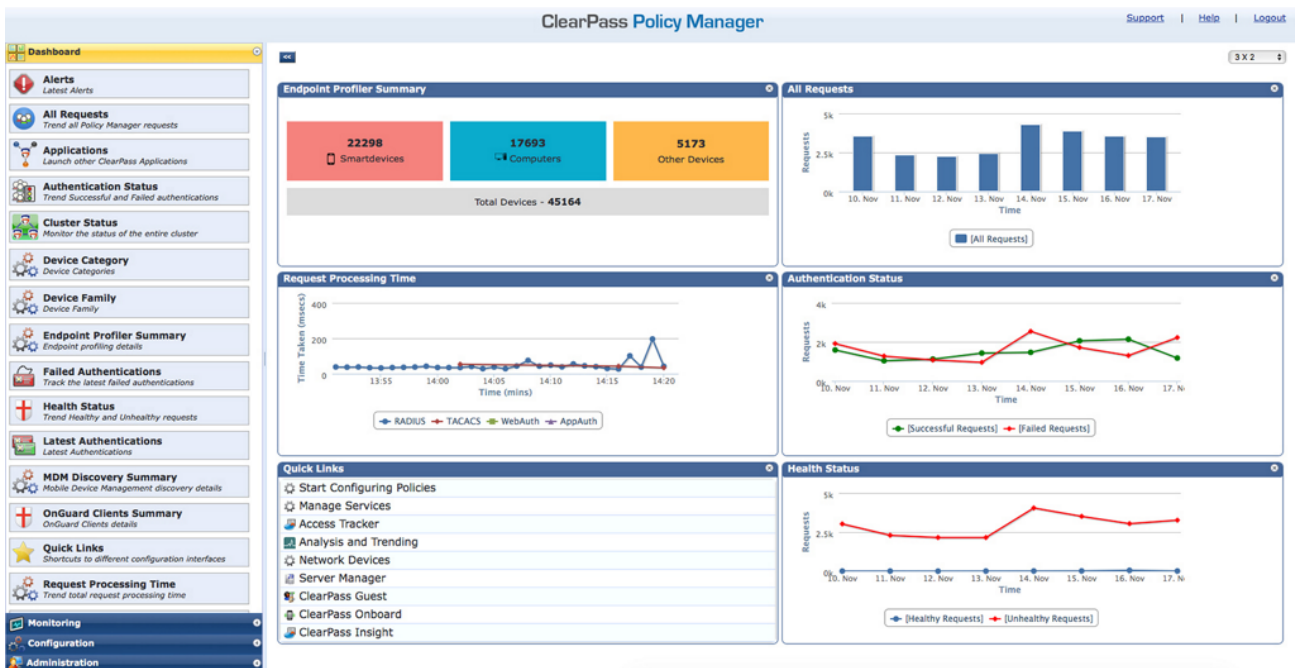 ClearPass Policy Manager
Support | Help | Logout
Dashboard
Alerts
Latest Alerts
All Requests
Trend all Policy Manager requests
Applications
Launch other ClearPass Applications
Authentication Status
Trend Successful and Failed authentications
Cluster Status
Monitor the status of the entire cluster
Device Category
Device Categories
Device Family
Device Family
Endpoint Profiler Summary
Endpoint profiling details
Failed Authentications
Track the latest failed authentications
Health Status
Trend Healthy and Unhealthy requests
Latest Authentications
Latest Authentications
MDM Discovery Summary
Mobile Device Management discovery details
OnGuard Clients Summary
OnGuard Clients details
Quick Links
Shortcuts to different configuration interfaces
Request Processing Time
Trend total request processing time
Monitoring
Configuration
Administration
<<
3 X 2
Endpoint Profiler Summary
22298
Smartdevices
17693
Computers
5173
Other Devices
Total Devices - 45164
All Requests
Requests
5k
2.5k
0k
10. Nov 11. Nov 12. Nov 13. Nov 14. Nov 15. Nov 16. Nov 17. Nov
Time
[All Requests]
Request Processing Time
Time Taken (msecs)
400
200
0
13:55 14:00 14:05 14:10 14:15 14:20
Time (mins)
RADIUS TACACS WebAuth AppAuth
Authentication Status
Requests
4k
2k
0k
10. Nov 11. Nov 12. Nov 13. Nov 14. Nov 15. Nov 16. Nov 17. N
Time
[Successful Requests] [Failed Requests]
Quick Links
Start Configuring Policies
Manage Services
Access Tracker
Analysis and Trending
Network Devices
Server Manager
ClearPass Guest
ClearPass Onboard
ClearPass Insight
Health Status
Requests
5k
2.5k
0k
10. Nov 11. Nov 12. Nov 13. Nov 14. Nov 15. Nov 16. Nov 17. N
Time
[Healthy Requests] [Unhealthy Requests]